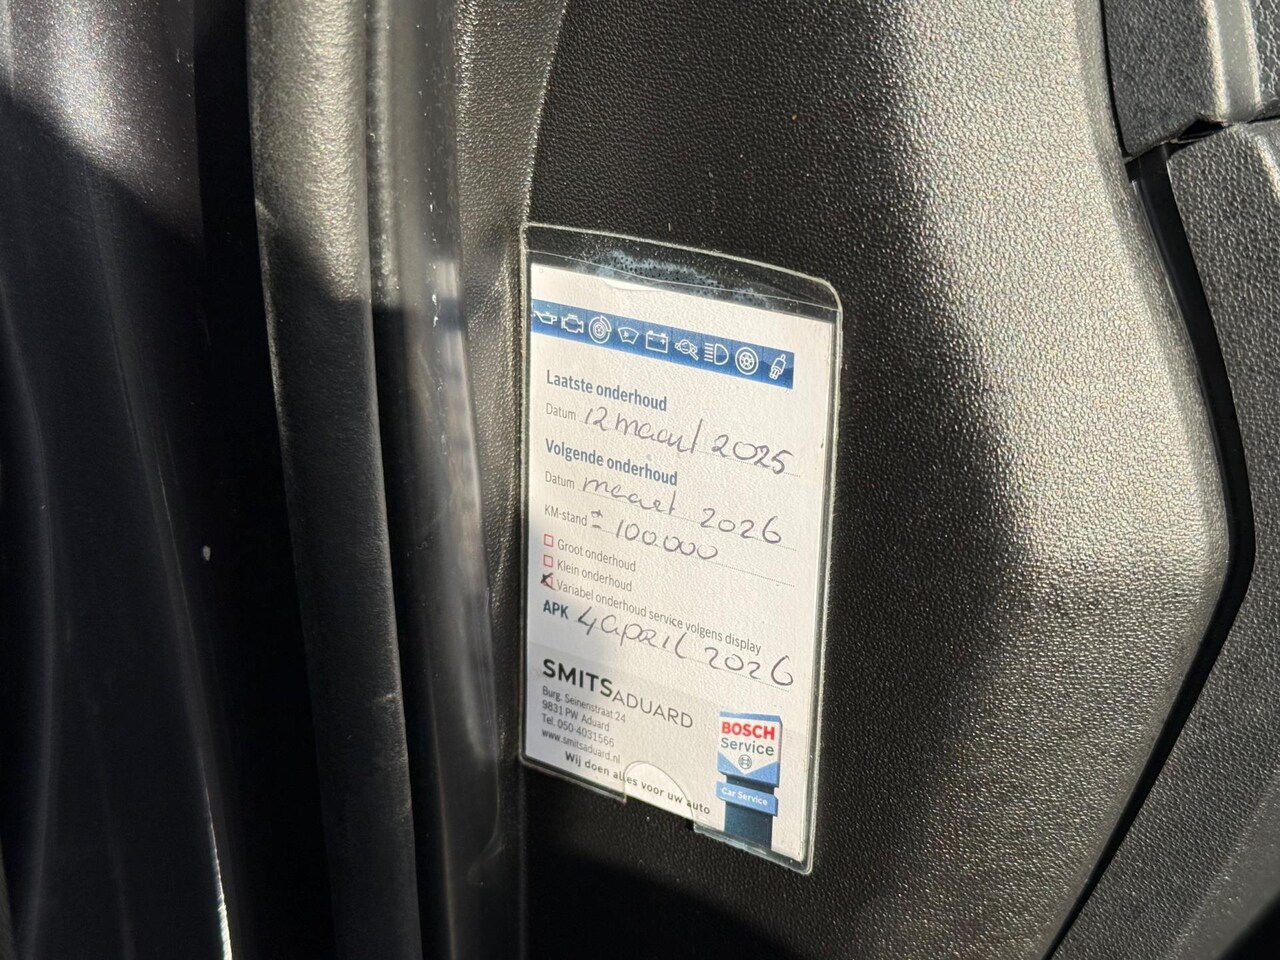 Laatste onderhoud
Datum 12 maart 2025
Volgende onderhoud
Datum maart 2026
KM-stand ± 100.000
Groot onderhoud
Klein onderhoud
Variabel onderhoud service volgens display
APK 4 april 2026
SMITSADUARD
Burg. Seinenstraat 24
9831 PW Aduard
Tel. 050-4031566
www.smitsaduard.nl
Wij doen alles voor uw auto
BOSCH
Service
Car Service